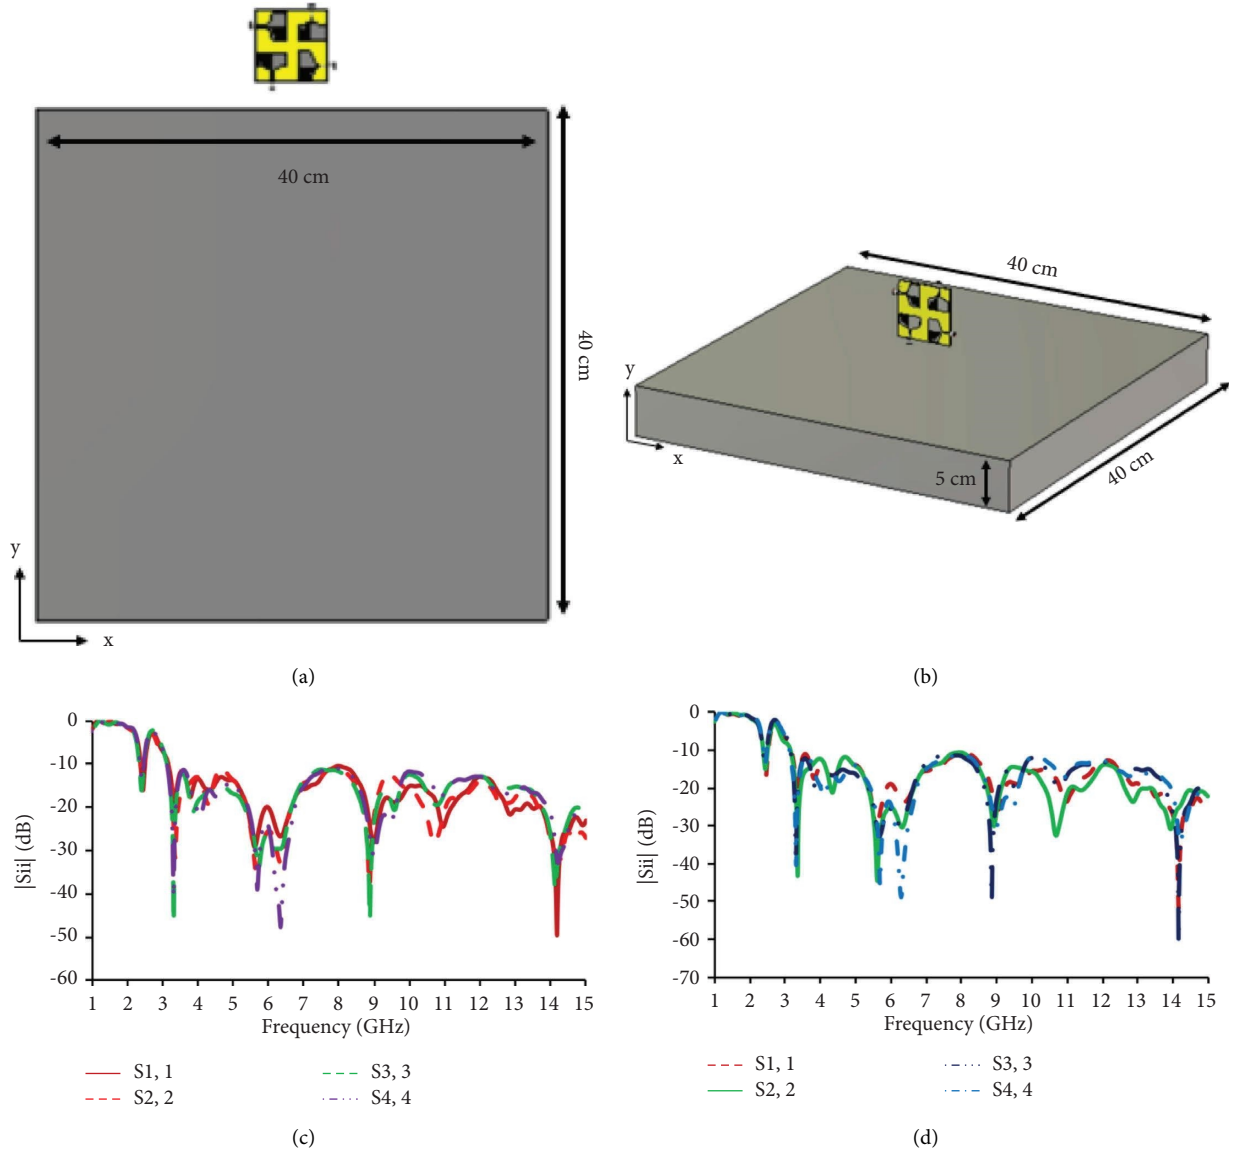 40 cm
40 cm
y
x
(a)
40 cm
y
x
5 cm
40 cm
(b)
0
-10
-20
-30
-40
-50
-60
|Sii| (dB)
1 2 3 4 5 6 7 8 9 10 11 12 13 14 15
Frequency (GHz)
S1, 1
S2, 2
S3, 3
S4, 4
(c)
0
-10
-20
-30
-40
-50
-60
-70
|Sii| (dB)
1 2 3 4 5 6 7 8 9 10 11 12 13 14 15
Frequency (GHz)
S1, 1
S2, 2
S3, 3
S4, 4
(d)